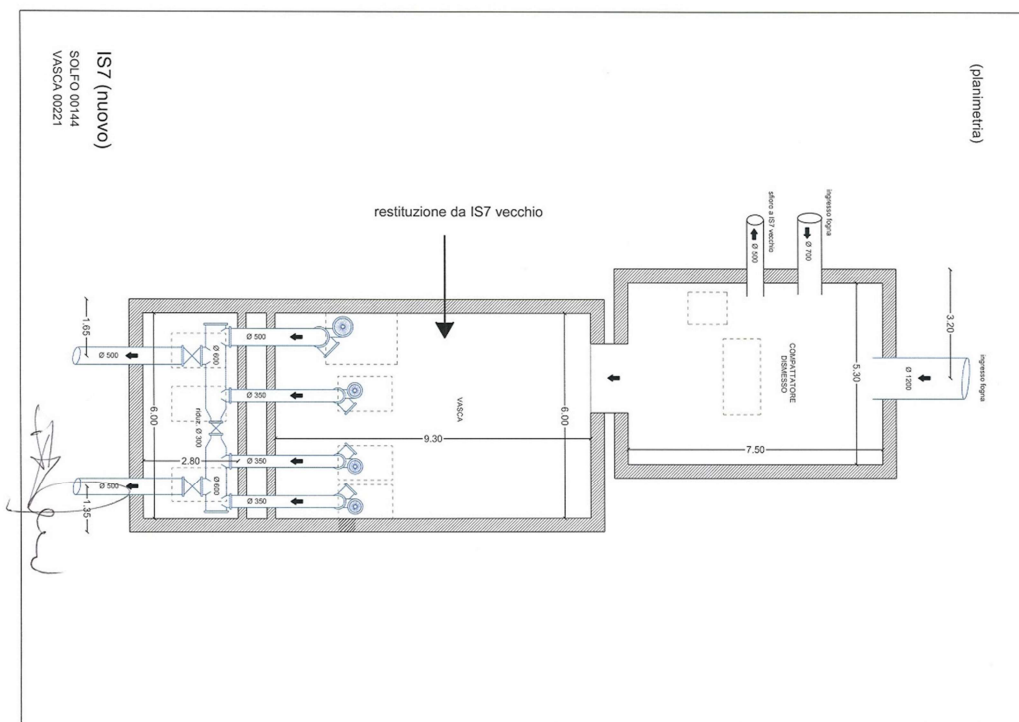 IS7 (nuovo)
SOLFO 00144
VASCA 00221
(planimetria)
restituzione da IS7 vecchio
sfioro a IS7 vecchio
Ø 500
ingresso fogna
Ø 700
3.20
ingresso fogna
Ø 1200
COMPATTATORE
DISMESSO
5.30
7.50
VASCA
6.00
9.30
Ø 500
Ø 350
Ø 350
Ø 350
Ø 600
riduz. Ø 300
Ø 600
2.80
6.00
1.65
Ø 500
Ø 500
1.35